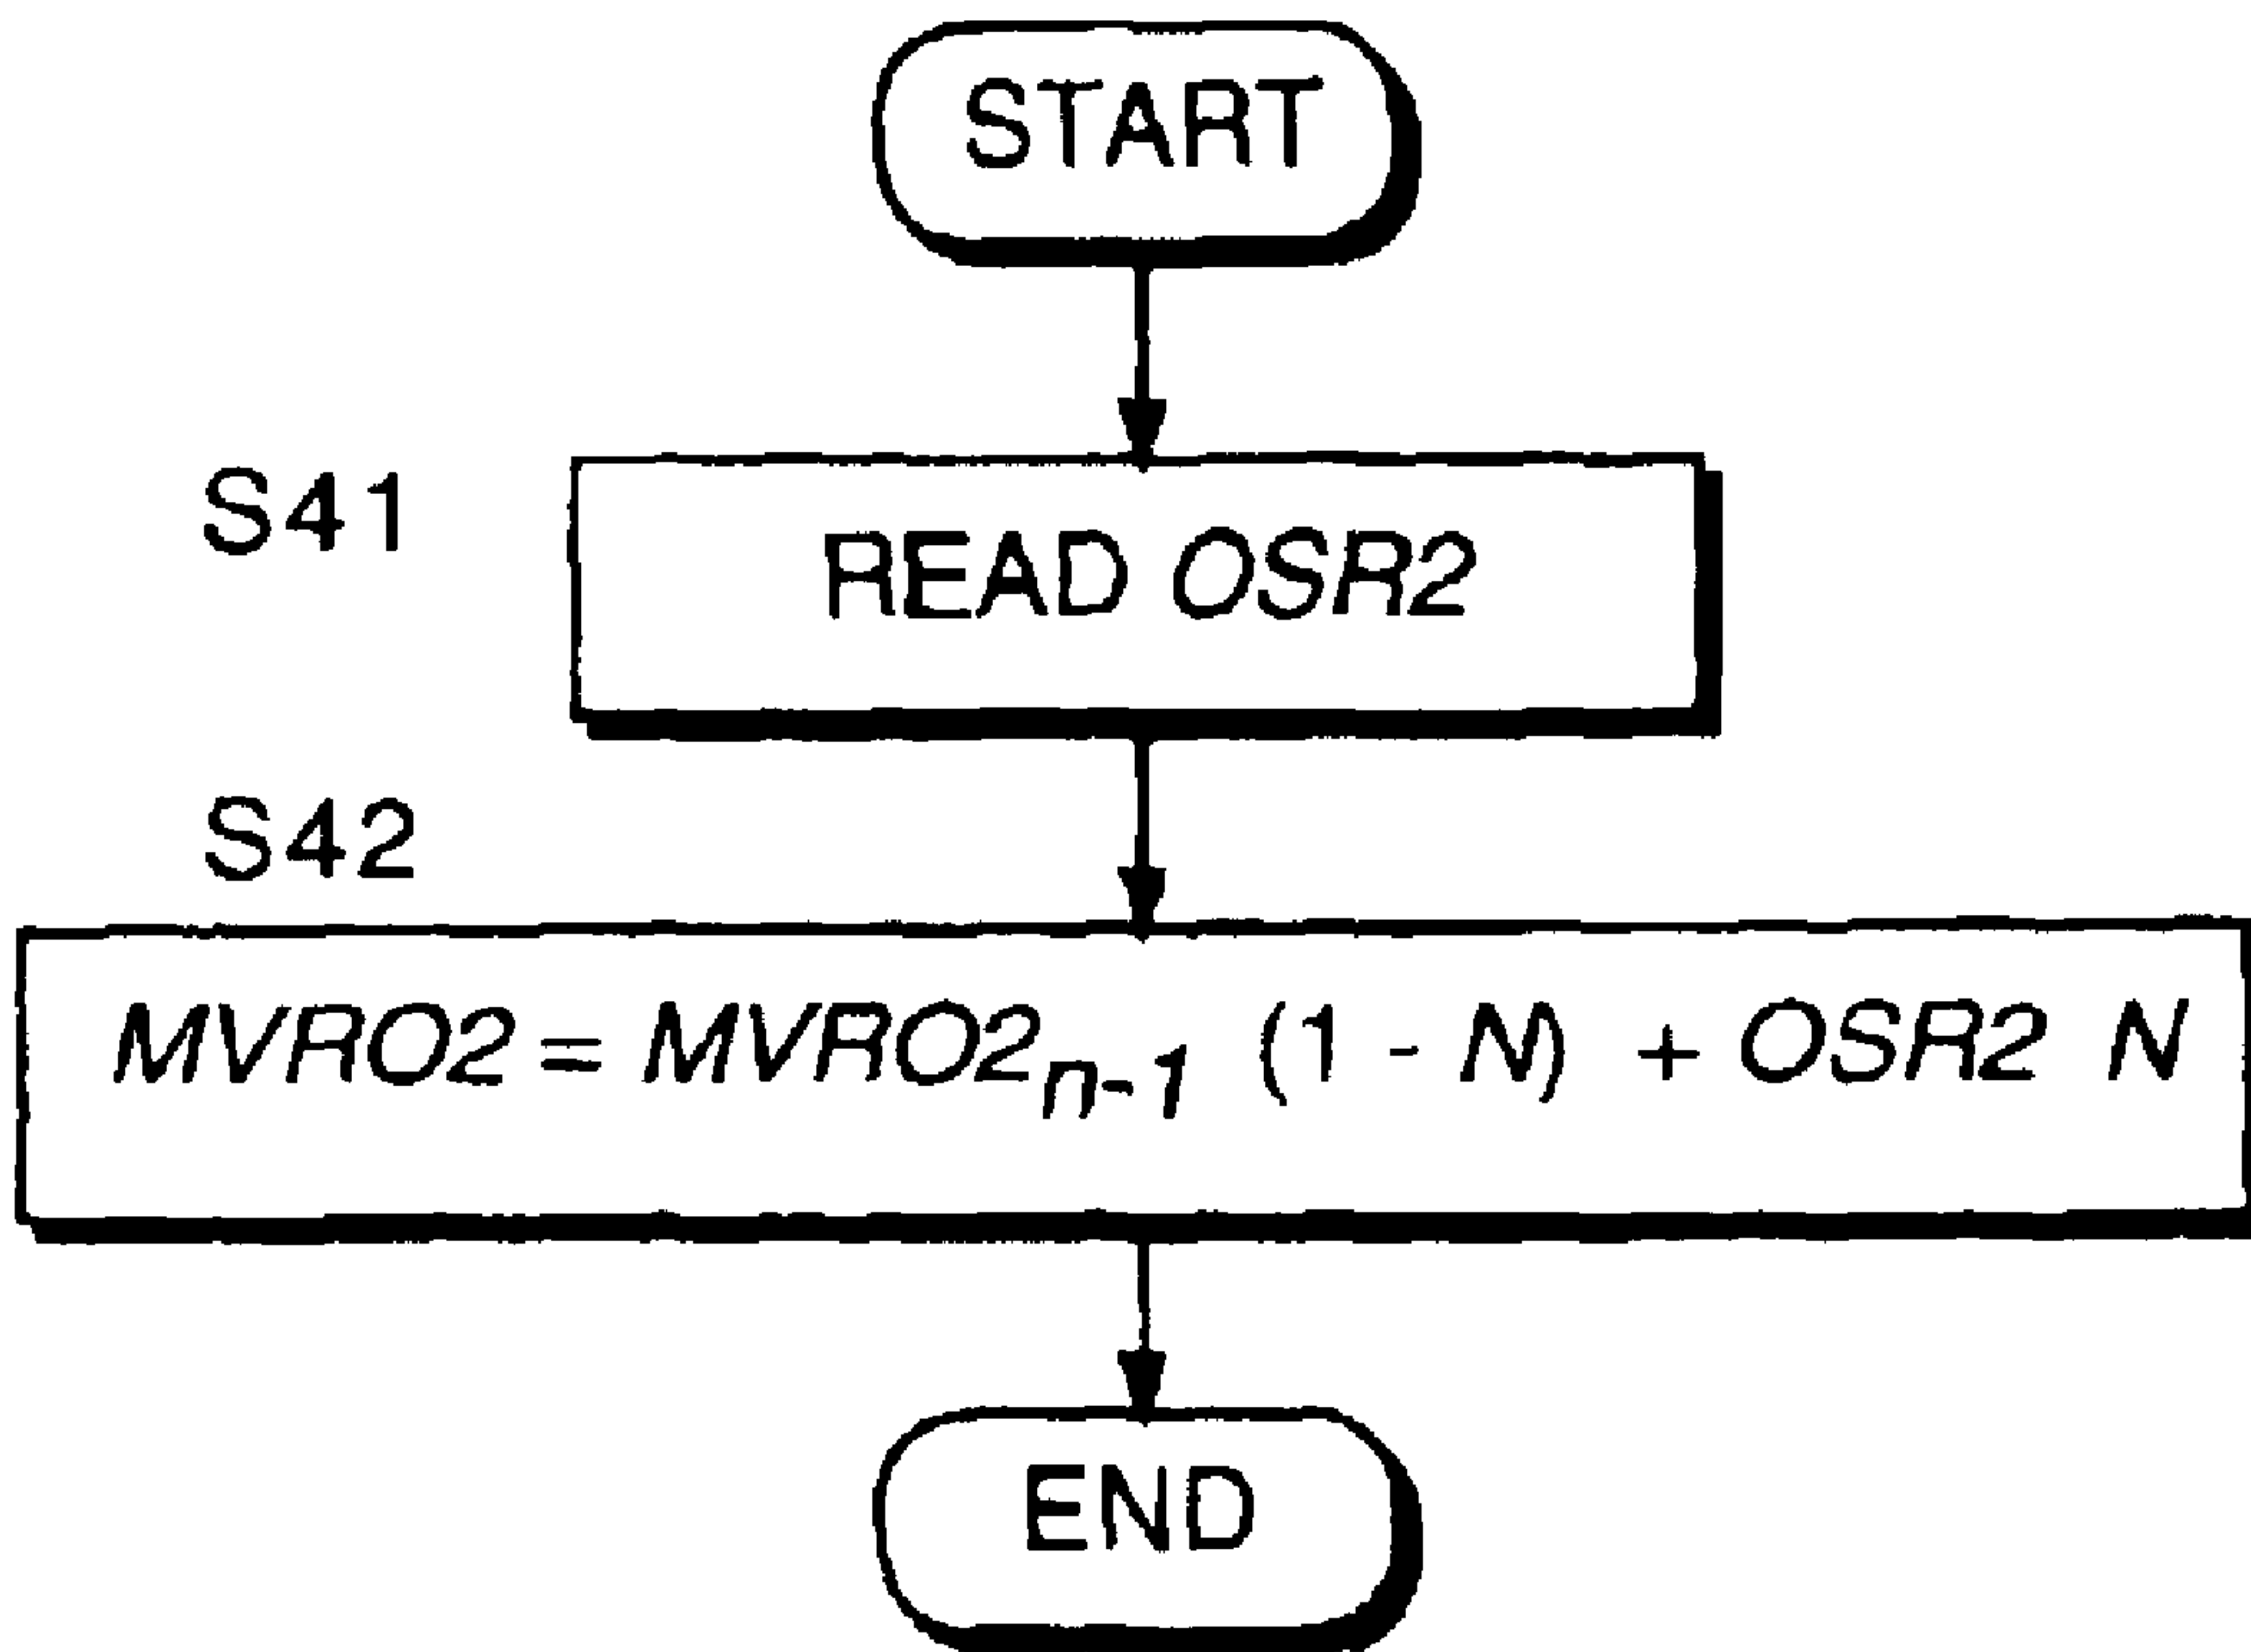 START
S41
READ OSR2
S42
MVRO2 = MVRO2n-1 (1 - N) + OSR2 N
END